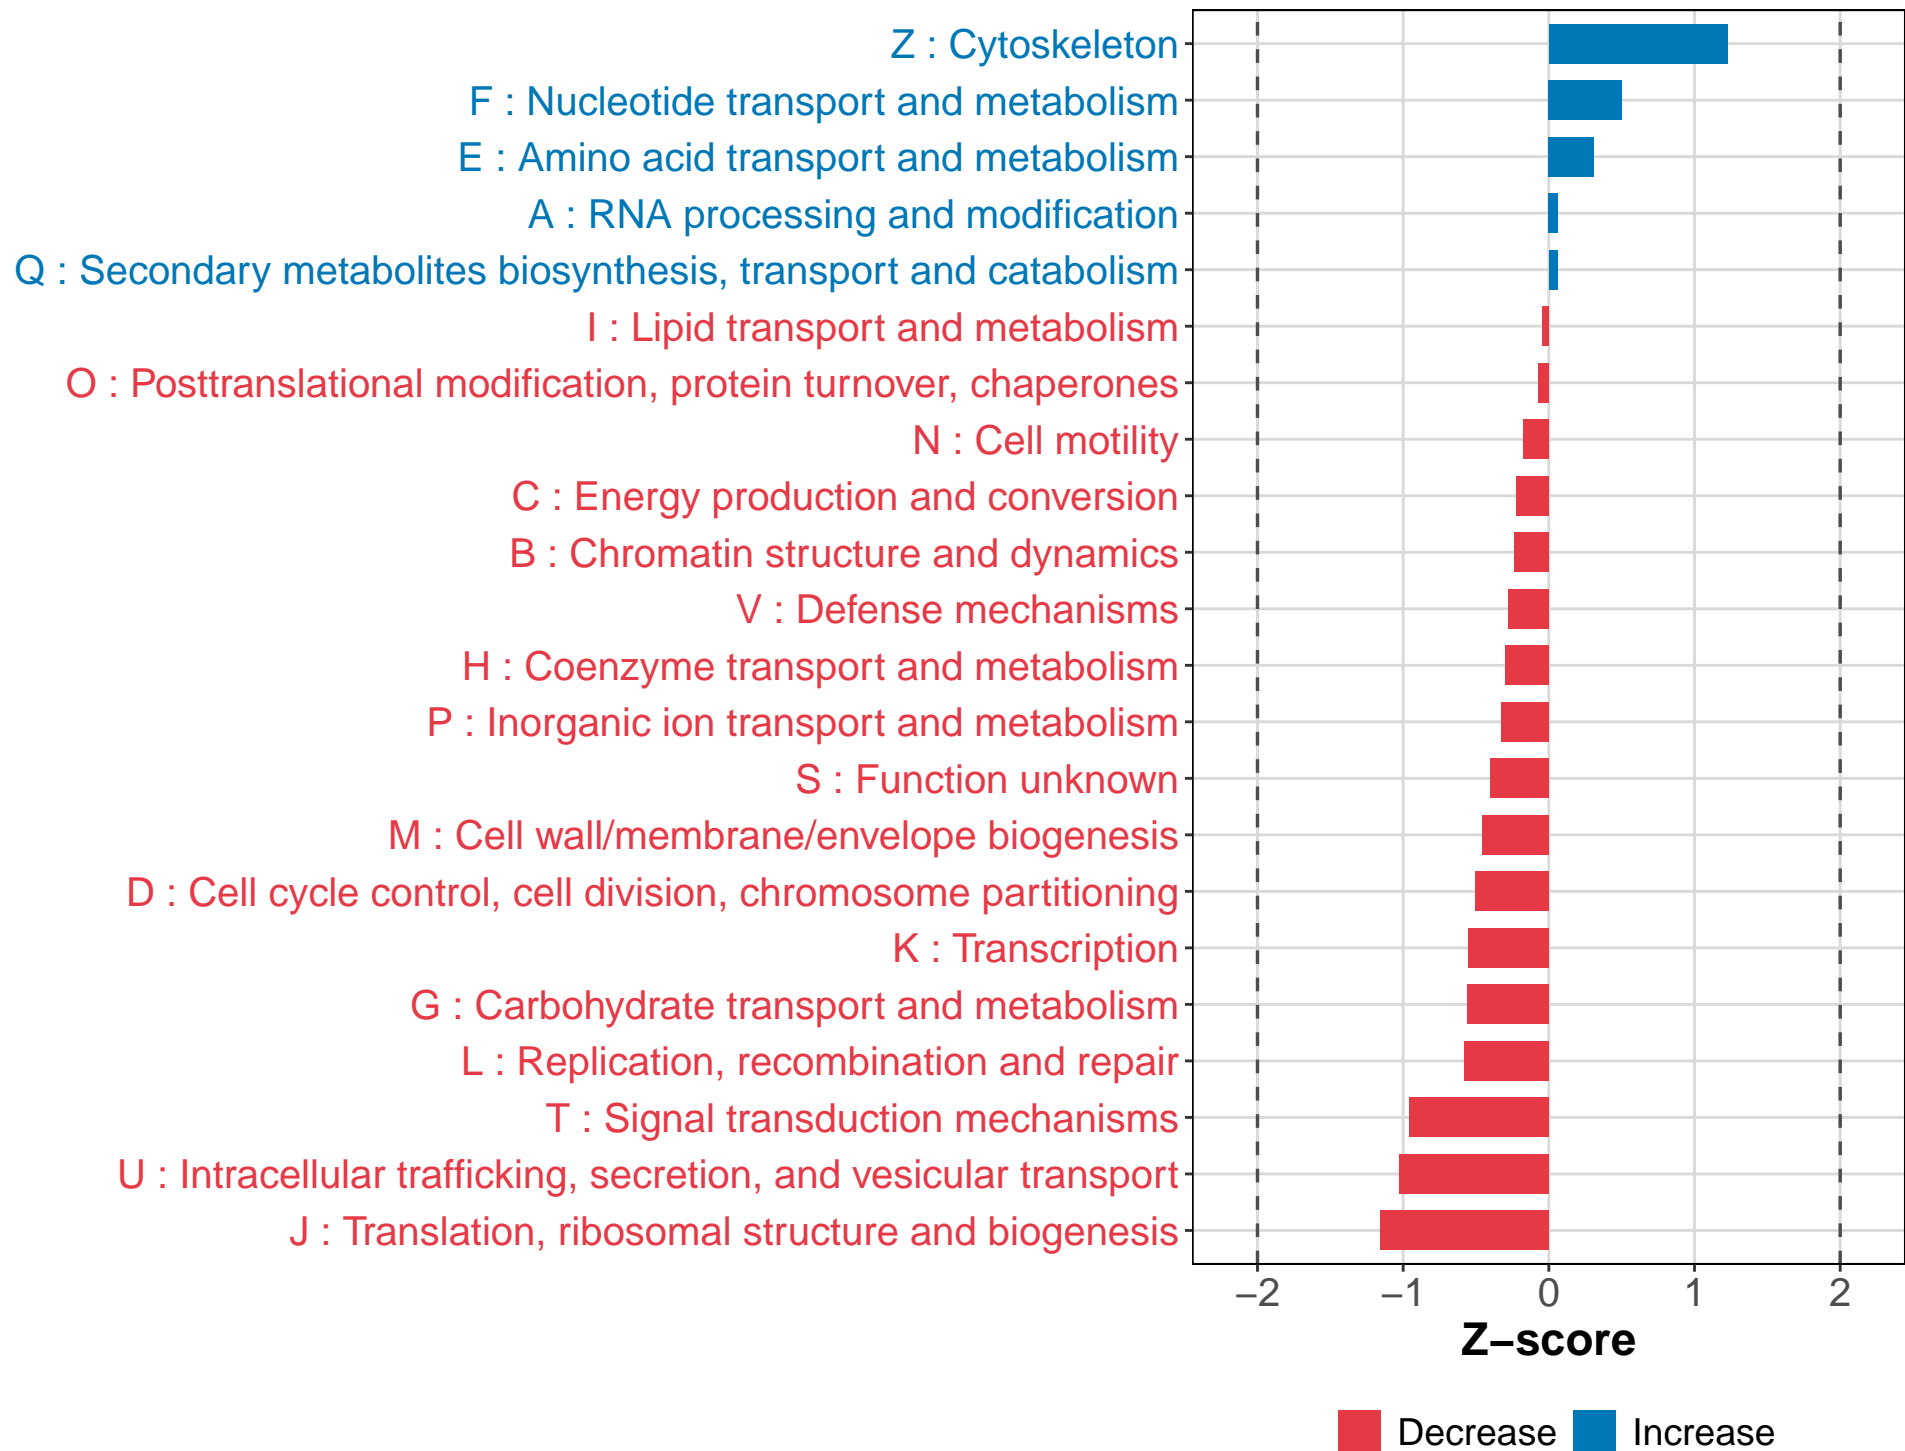 Z : Cytoskeleton
F : Nucleotide transport and metabolism
E : Amino acid transport and metabolism
A : RNA processing and modification
Q : Secondary metabolites biosynthesis, transport and catabolism
I : Lipid transport and metabolism
O : Posttranslational modification, protein turnover, chaperones
N : Cell motility
C : Energy production and conversion
B : Chromatin structure and dynamics
V : Defense mechanisms
H : Coenzyme transport and metabolism
P : Inorganic ion transport and metabolism
S : Function unknown
M : Cell wall/membrane/envelope biogenesis
D : Cell cycle control, cell division, chromosome partitioning
K : Transcription
G : Carbohydrate transport and metabolism
L : Replication, recombination and repair
T : Signal transduction mechanisms
U : Intracellular trafficking, secretion, and vesicular transport
J : Translation, ribosomal structure and biogenesis
−2 −1 0 1 2
Z−score
Decrease Increase